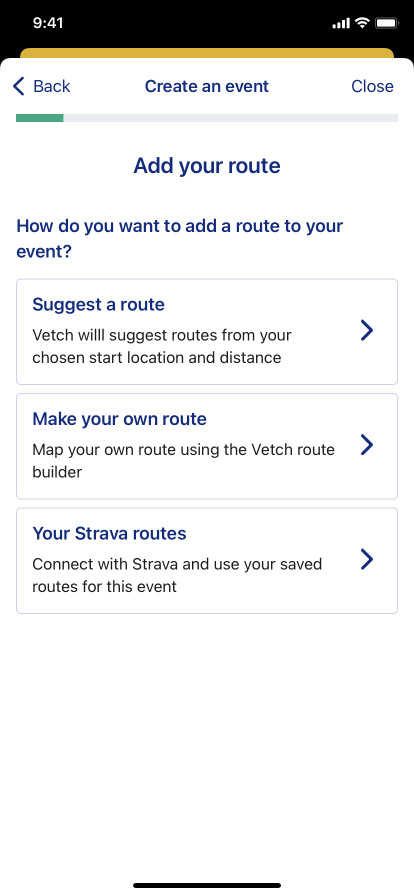 9:41
Back
Create an event
Close
Add your route
How do you want to add a route to your
event?
Suggest a route
Vetch willl suggest routes from your
chosen start location and distance
Make your own route
Map your own route using the Vetch route
builder
Your Strava routes
Connect with Strava and use your saved
routes for this event